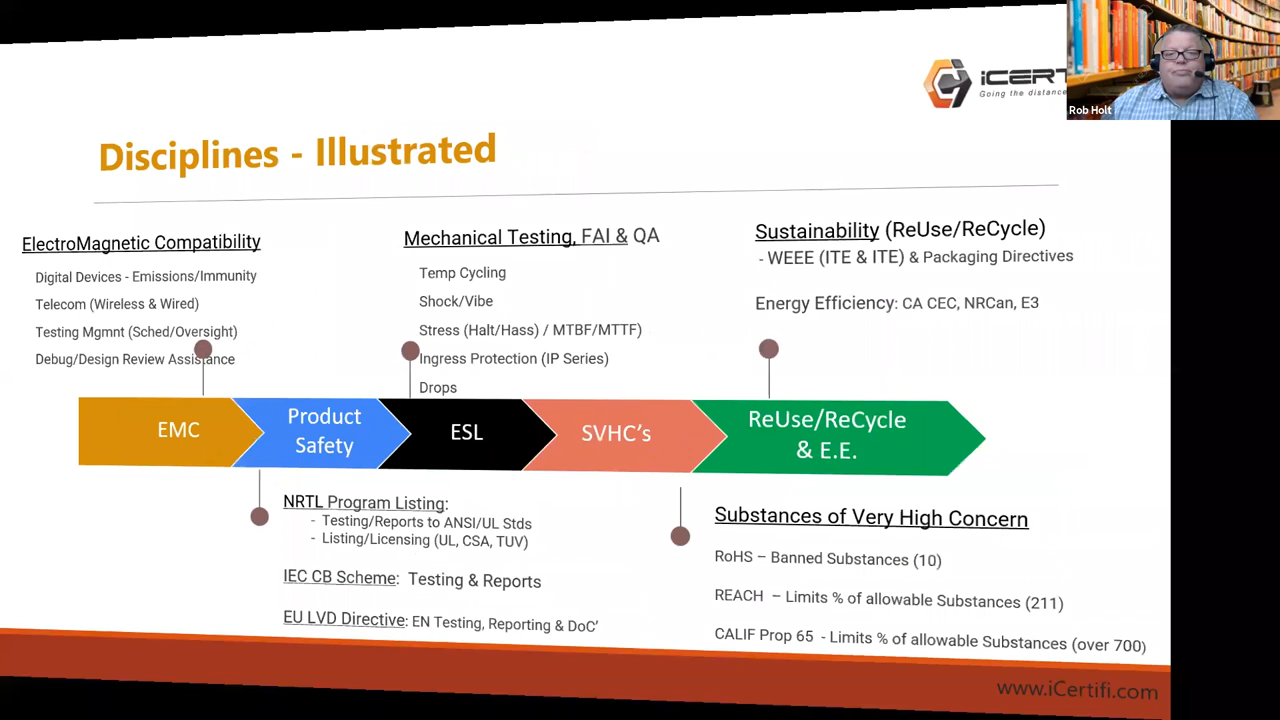 iCERT
Going the distance
Rob Holt
Disciplines - Illustrated
ElectroMagnetic Compatibility
Digital Devices - Emissions/Immunity
Telecom (Wireless & Wired)
Testing Mgmnt (Sched/Oversight)
Debug/Design Review Assistance
Mechanical Testing, FAI & QA
Temp Cycling
Shock/Vibe
Stress (Halt/Hass) / MTBF/MTTF)
Ingress Protection (IP Series)
Drops
Sustainability (ReUse/ReCycle)
- WEEE (ITE & ITE) & Packaging Directives
Energy Efficiency: CA CEC, NRCan, E3
EMC
Product
Safety
ESL
SVHC's
ReUse/ReCycle
& E.E.
NRTL Program Listing:
- Testing/Reports to ANSI/UL Stds
- Listing/Licensing (UL, CSA, TUV)
IEC CB Scheme: Testing & Reports
EU LVD Directive: EN Testing, Reporting & DoC'
Substances of Very High Concern
RoHS – Banned Substances (10)
REACH – Limits % of allowable Substances (211)
CALIF Prop 65 - Limits % of allowable Substances (over 700)
www.iCertifi.com